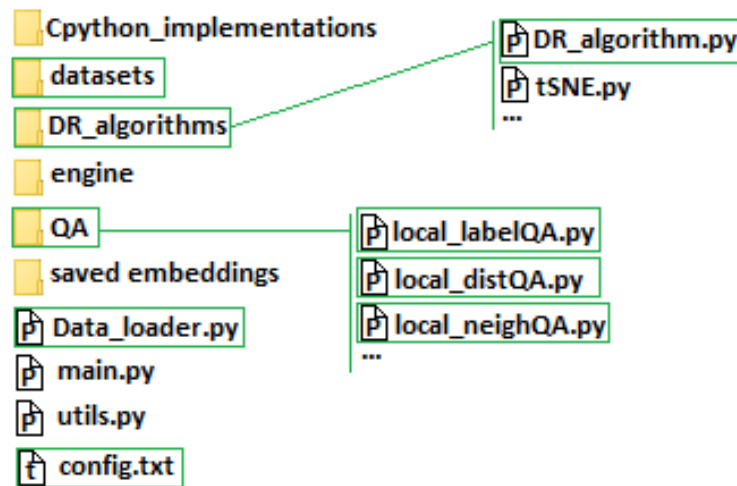 Cpython_implementations
datasets
DR_algorithms
engine
QA
saved embeddings
P Data_loader.py
P main.py
P utils.py
t config.txt
P DR_algorithm.py
P tSNE.py
...
P local_labelQA.py
P local_distQA.py
P local_neighQA.py
...